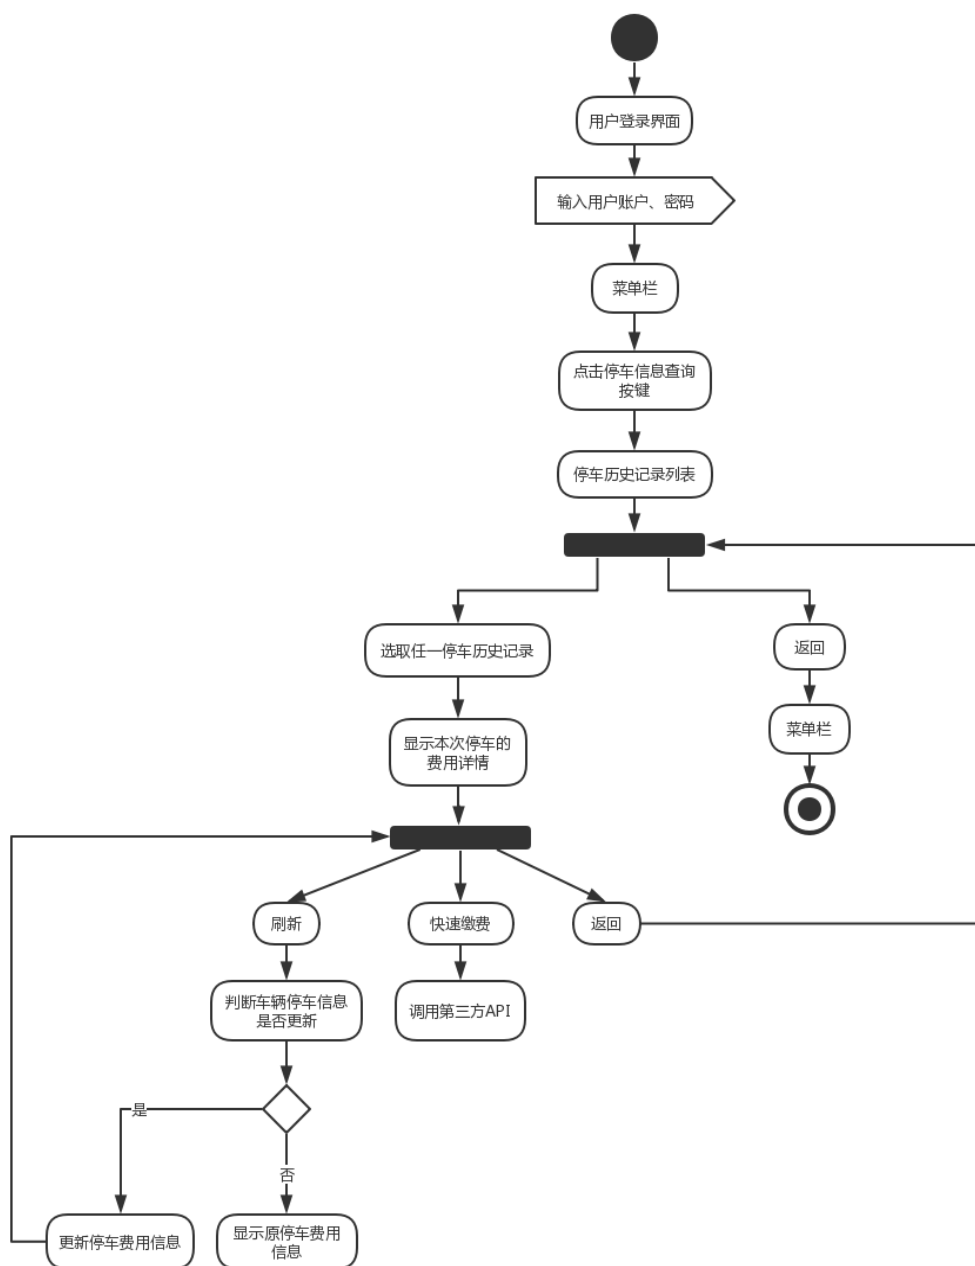 用户登录界面
输入用户账户、密码
菜单栏
点击停车信息查询
按键
停车历史记录列表
选取任一停车历史记录
返回
显示本次停车的
费用详情
菜单栏
刷新
快速缴费
返回
判断车辆停车信息
是否更新
调用第三方API
是
否
更新停车费用信息
显示原停车费用
信息